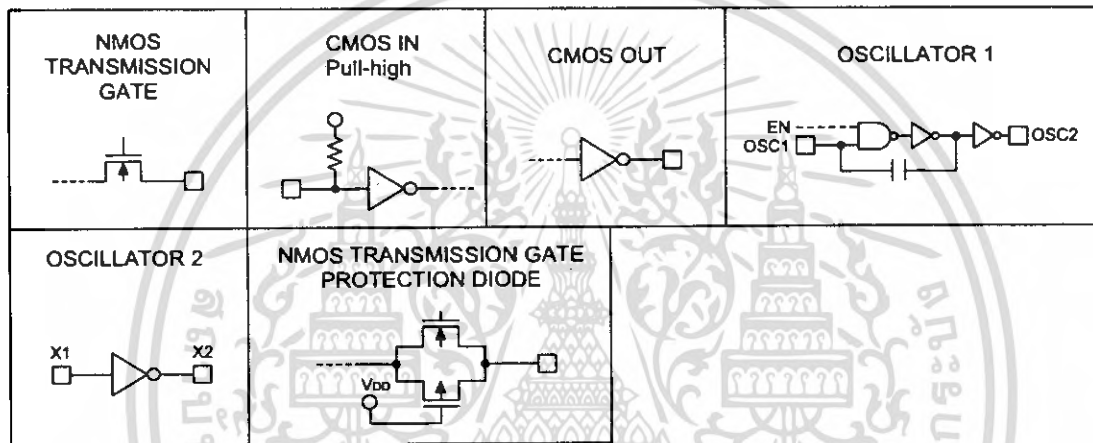 NMOS
TRANSMISSION
GATE
CMOS IN
Pull-high
CMOS OUT
OSCILLATOR 1
EN
OSC1
OSC2
OSCILLATOR 2
X1
X2
NMOS TRANSMISSION GATE
PROTECTION DIODE
VDD